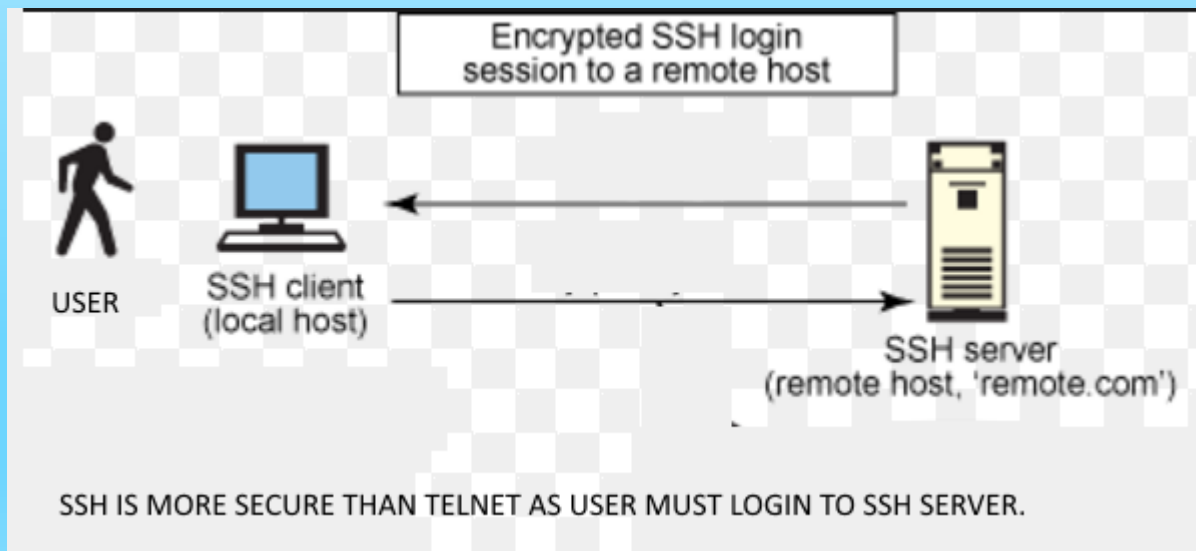 Encrypted SSH login
session to a remote host
USER
SSH client
(local host)
SSH server
(remote host, ‘remote.com’)
SSH IS MORE SECURE THAN TELNET AS USER MUST LOGIN TO SSH SERVER.